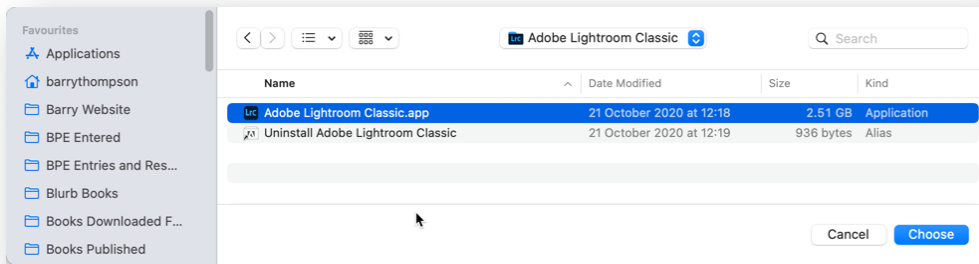 Favourites
Applications
barrythompson
Barry Website
BPE Entered
BPE Entries and Res...
Blurb Books
Books Downloaded F...
Books Published
Lrc Adobe Lightroom Classic
Search
Name Date Modified Size Kind
Lrc Adobe Lightroom Classic.app 21 October 2020 at 12:18 2.51 GB Application
Uninstall Adobe Lightroom Classic 21 October 2020 at 12:19 936 bytes Alias
Cancel Choose